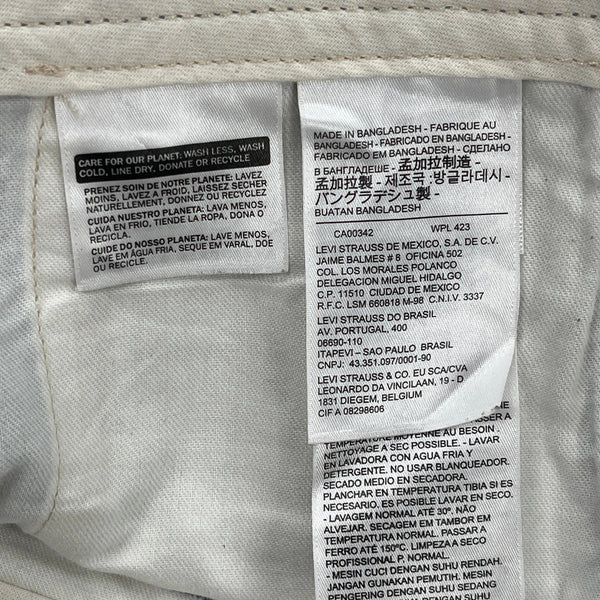 CARE FOR OUR PLANET: WASH LESS, WASH
COLD, LINE DRY, DONATE OR RECYCLE
PRENEZ SOIN DE NOTRE PLANETE: LAVEZ
MOINS, LAVEZ A FROID, LAISSEZ SECHER
NATURELLEMENT, DONNEZ OU RECYCLEZ
CUIDA NUESTRO PLANETA: LAVA MENOS,
LAVA EN FRIO, TIENDE LA ROPA, DONA O
RECICLA
CUIDE DO NOSSO PLANETA: LAVE MENOS,
LAVE EM ÁGUA FRIA, SEQUE EM VARAL, DOE
OU RECICLE.
MADE IN BANGLADESH - FABRIQUE AU
BANGLADESH - FABRICADO EN BANGLADESH -
FABRICADO EM BANGLADESH - СДЕЛАНО
В БАНГЛАДЕШЕ - 孟加拉制造 -
孟加拉製 - 제조국 :방글라데시 -
バングラデシュ製 -
BUATAN BANGLADESH
CA00342 WPL 423
LEVI STRAUSS DE MEXICO, S.A. DE C.V.
JAIME BALMES # 8 OFICINA 502
COL. LOS MORALES POLANCO
DELEGACION MIGUEL HIDALGO
C.P. 11510 CIUDAD DE MEXICO
R.F.C. LSM 660818 M-98 C.N.I.V. 3337
LEVI STRAUSS DO BRASIL
AV. PORTUGAL, 400
06690-110
ITAPEVI – SAO PAULO BRASIL
CNPJ: 43.351.097/0001-90
LEVI STRAUSS & CO. EU SCA/CVA
LEONARDO DA VINCILAAN, 19 - D
1831 DIEGEM, BELGIUM
CIF A 08298606
PASSER A
TEMPERATURE MOYENNE AU BESOIN .
NETTOYAGE A SEC POSSIBLE. - LAVAR
EN LAVADORA CON AGUA FRIA Y
DETERGENTE. NO USAR BLANQUEADOR.
SECADO MEDIO EN SECADORA.
PLANCHAR EN TEMPERATURA TIBIA SI ES
NECESARIO. ES POSIBLE LAVAR EN SECO.
- LAVAGEM NORMAL ATÉ 30º. NÃO
ALVEJAR. SECAGEM EM TAMBOR EM
TEMPERATURA NORMAL. PASSAR A
FERRO ATÉ 150ºC. LIMPEZA A SECO
PROFISSIONAL P. NORMAL.
- MESIN CUCI DENGAN SUHU RENDAH.
JANGAN GUNAKAN PEMUTIH. MESIN
PENGERING DENGAN SUHU SEDANG